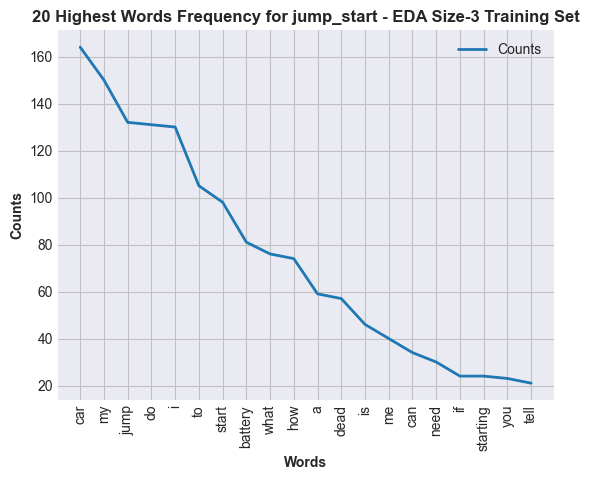 20 Highest Words Frequency for jump_start - EDA Size-3 Training Set
Counts
160
140
120
100
80
60
40
20
Counts
car
my
jump
do
i
to
start
battery
what
how
a
dead
is
me
can
need
if
starting
you
tell
Words